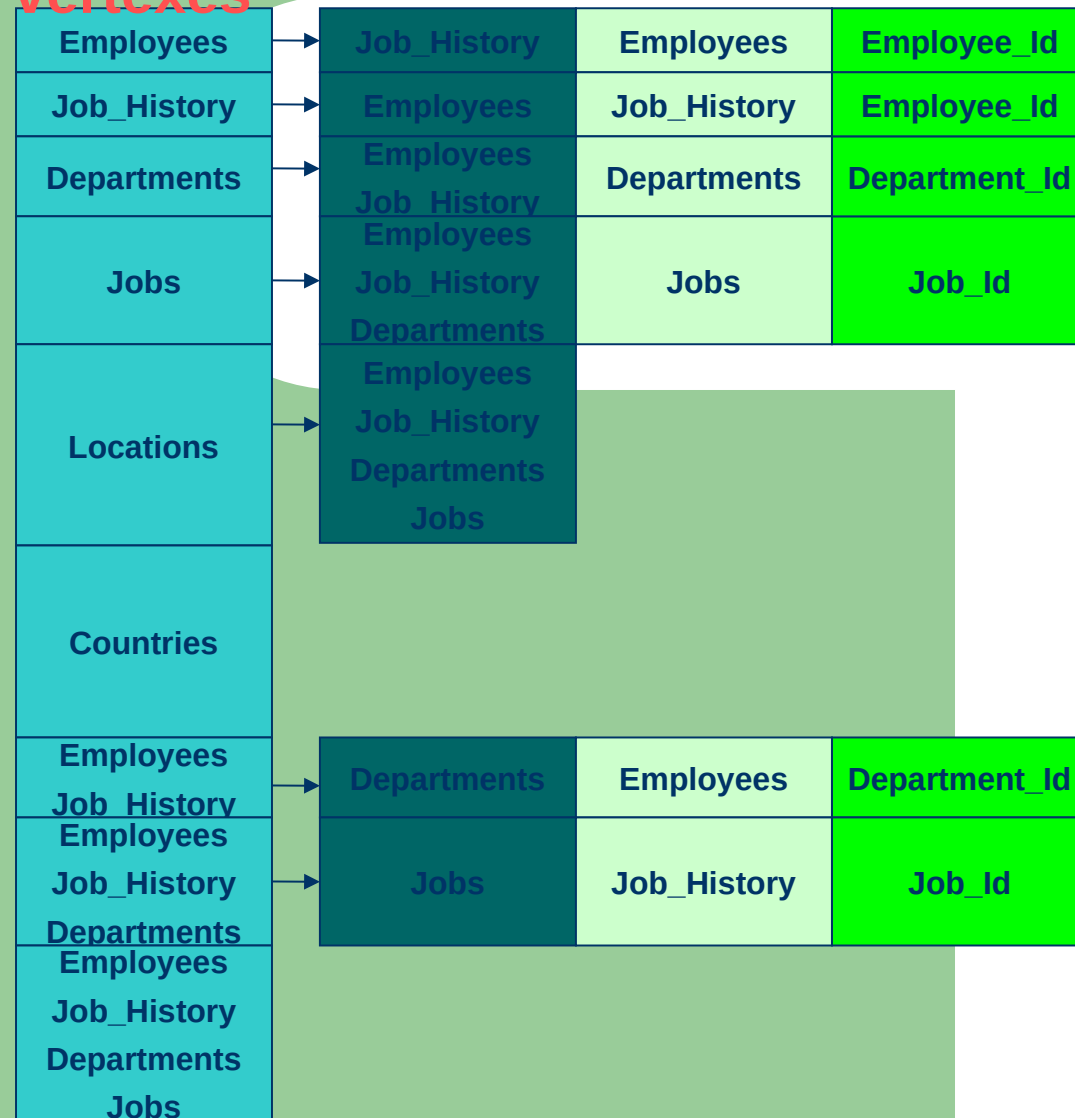 Vertexes
Employees Job_History Employees Employee_Id
Job_History Employees Job_History Employee_Id
Departments
Employees
Job_History
Departments Department_Id
Jobs
Employees
Job_History
Departments
Jobs Job_Id
Locations
Employees
Job_History
Departments
Jobs
Countries
Employees
Job_History
Departments Employees Department_Id
Employees
Job_History
Departments
Jobs Job_History Job_Id
Employees
Job_History
Departments
Jobs